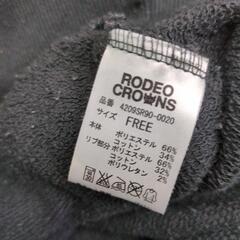 RODEO
CROWNS
品番 4209SR90-0020
サイズ FREE
本体 ポリエステル 66%
コットン 34%
リブ部分 ポリエステル 66%
コットン 32%
ポリウレタン 2%